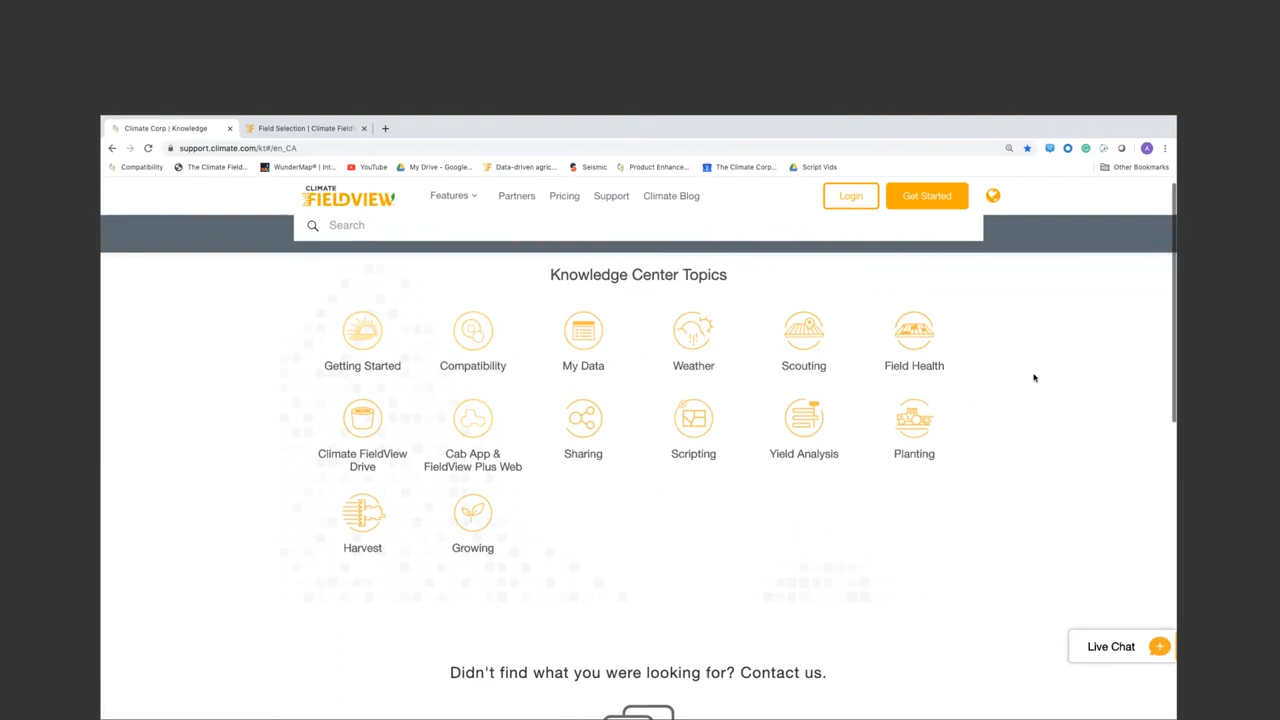 Climate Corp | Knowledge
Field Selection | Climate Field
support.climate.com/kt#/en_CA
A
Compatibility
The Climate Field...
WunderMap® | Int...
YouTube
My Drive - Google...
Data-driven agric...
Seismic
Product Enhance...
The Climate Corp...
Script Vids
Other Bookmarks
CLIMATE
FIELDVIEW
Features
Partners
Pricing
Support
Climate Blog
Login
Get Started
Search
Knowledge Center Topics
Getting Started
Compatibility
My Data
Weather
Scouting
Field Health
Climate FieldView
Drive
Cab App &
FieldView Plus Web
Sharing
Scripting
Yield Analysis
Planting
Harvest
Growing
Live Chat
Didn't find what you were looking for? Contact us.